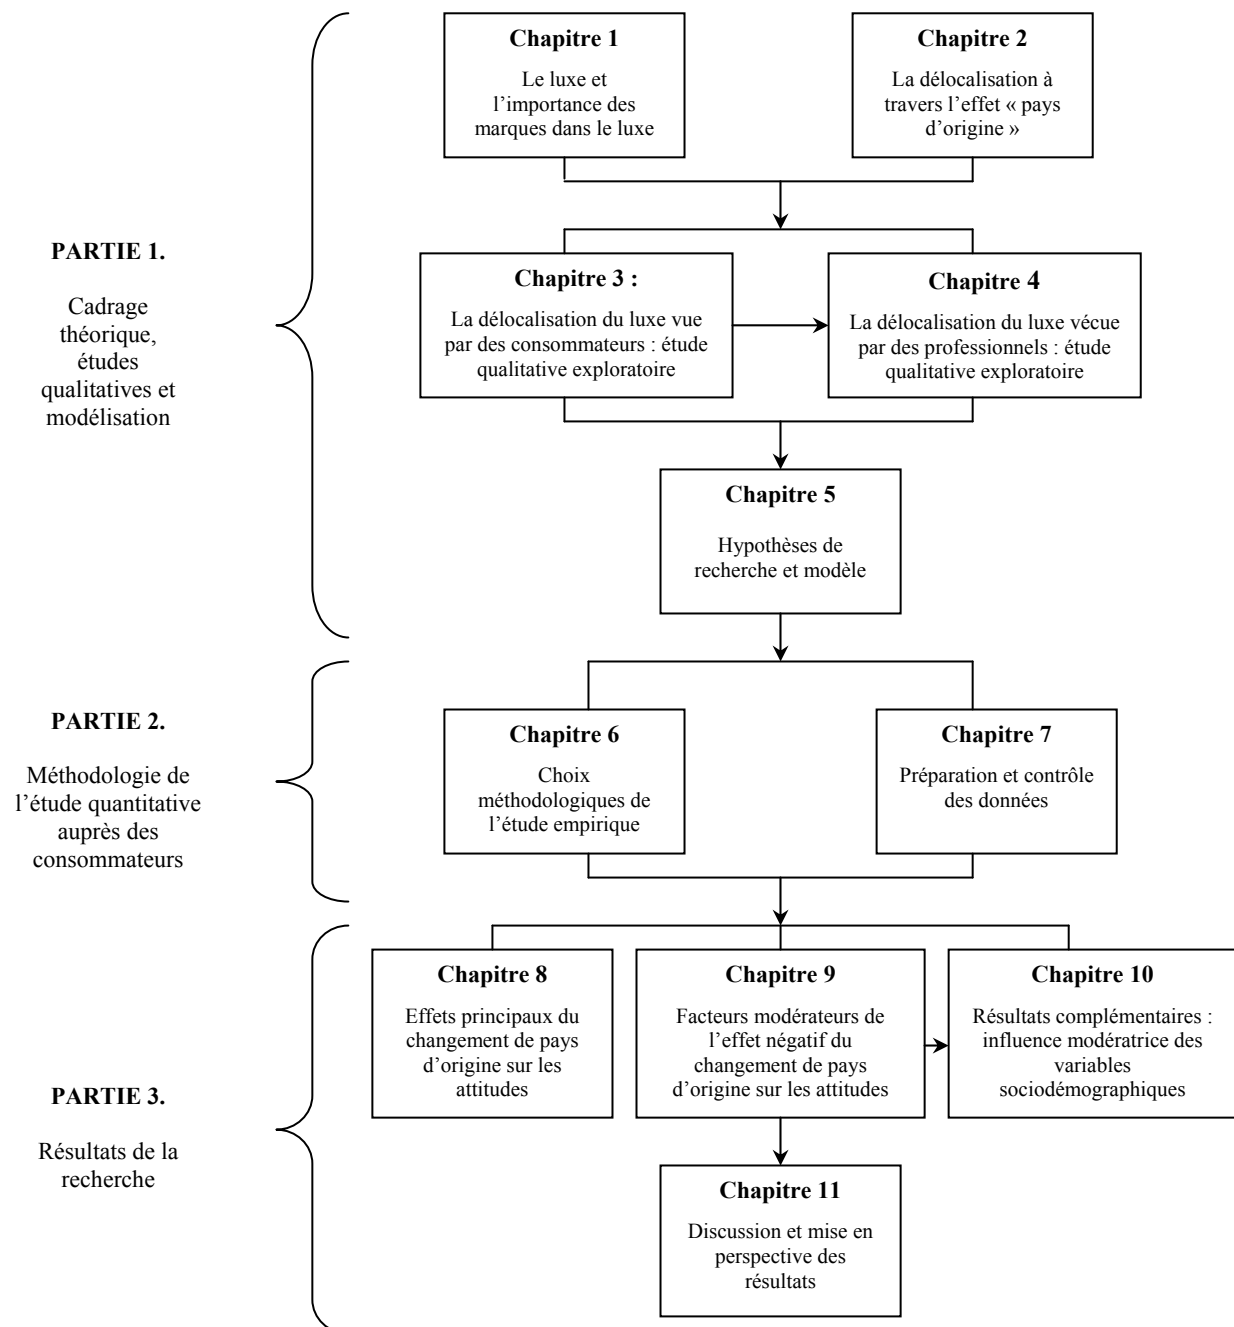 Chapitre 1
Le luxe et
l’importance des
marques dans le luxe
Chapitre 2
La délocalisation à
travers l’effet « pays
d’origine »
PARTIE 1.
Cadrage
théorique,
études
qualitatives et
modélisation
Chapitre 3 :
La délocalisation du luxe vue
par des consommateurs : étude
qualitative exploratoire
Chapitre 4
La délocalisation du luxe vécue
par des professionnels : étude
qualitative exploratoire
Chapitre 5
Hypothèses de
recherche et modèle
PARTIE 2.
Méthodologie de
l’étude quantitative
auprès des
consommateurs
Chapitre 6
Choix
méthodologiques de
l’étude empirique
Chapitre 7
Préparation et contrôle
des données
PARTIE 3.
Résultats de la
recherche
Chapitre 8
Effets principaux du
changement de pays
d’origine sur les
attitudes
Chapitre 9
Facteurs modérateurs de
l’effet négatif du
changement de pays
d’origine sur les attitudes
Chapitre 10
Résultats complémentaires :
influence modératrice des
variables
sociodémographiques
Chapitre 11
Discussion et mise en
perspective des
résultats